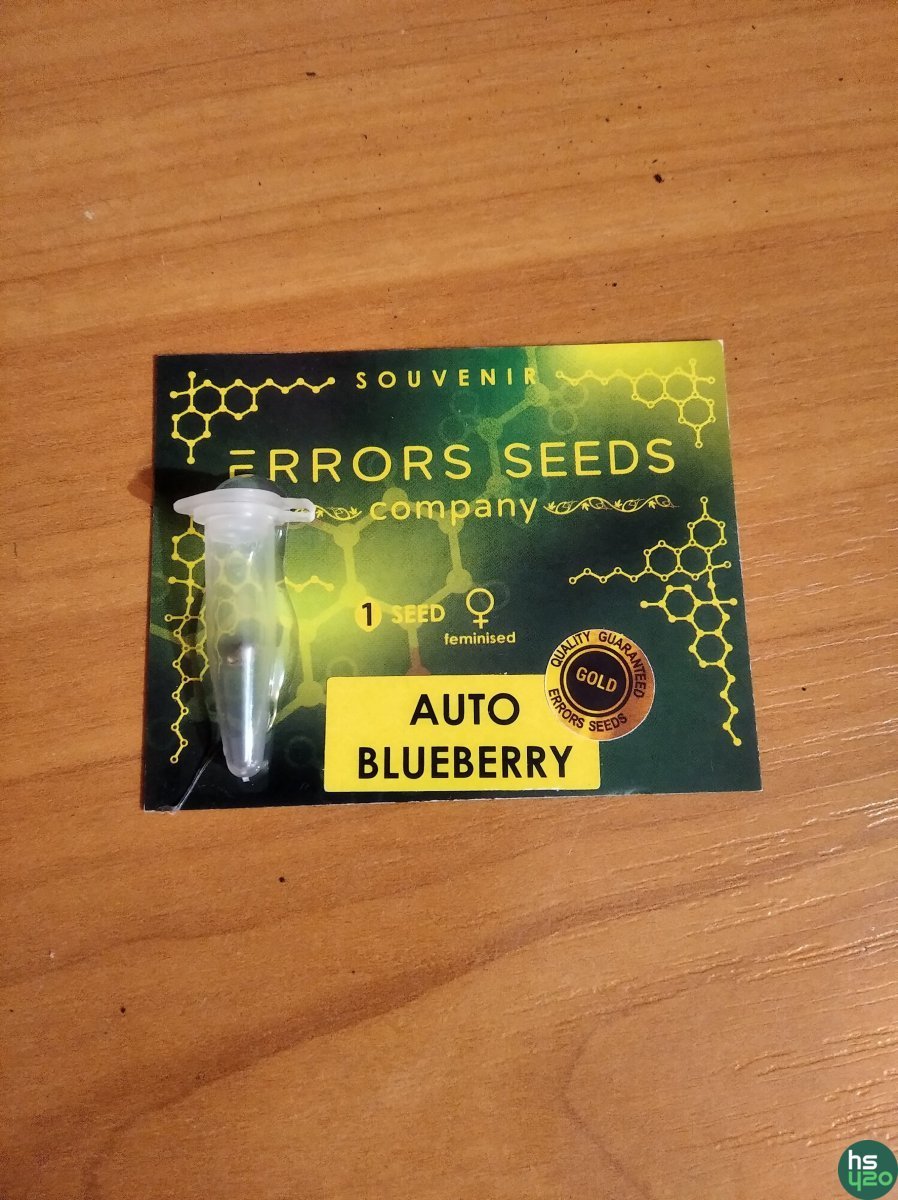 SOUVENIR
ERRORS SEEDS
company
1 SEED
feminised
QUALITY GUARANTEED
GOLD
ERRORS SEEDS
AUTO
BLUEBERRY
hs
420